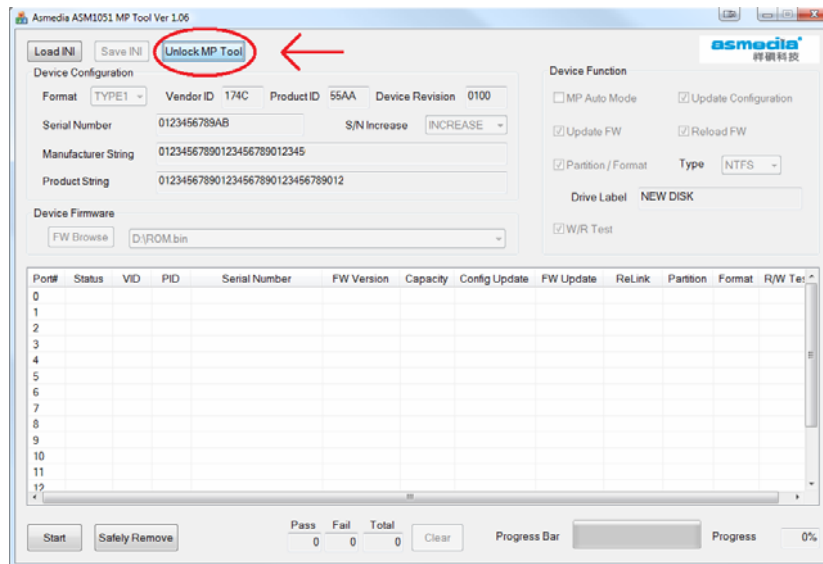 Asmedia ASM1051 MP Tool Ver 1.06
Load INI Save INI Unlock MP Tool
asmedia
祥碩科技
Device Configuration
Format TYPE1 Vendor ID 174C Product ID 55AA Device Revision 0100
Serial Number 0123456789AB S/N Increase INCREASE
Manufacturer String 01234567890123456789012345
Product String 01234567890123456789012345678901 2
Device Firmware
FW Browse D:\ROM.bin
Device Function
MP Auto Mode Update Configuration
Update FW Reload FW
Partition / Format Type NTFS
Drive Label NEW DISK
W/R Test
Port# Status VID PID Serial Number FW Version Capacity Config Update FW Update ReLink Partition Format R/W Tes
0
1
2
3
4
5
6
7
8
9
10
11
12
Start Safely Remove Pass Fail Total Clear Progress Bar Progress 0%
0 0 0